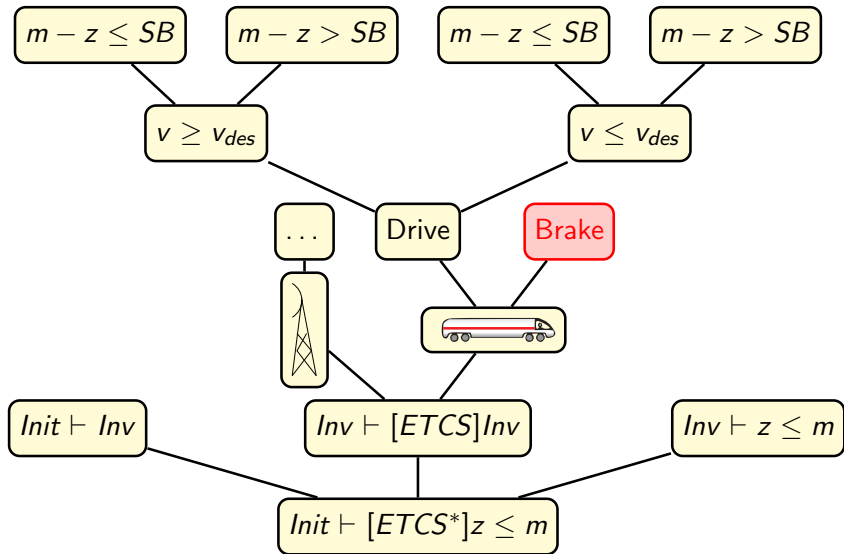 m − z ≤ SB
m − z > SB
m − z ≤ SB
m − z > SB
v ≥ v_des
v ≤ v_des
. . .
Drive
Brake
Init ⊢ Inv
Inv ⊢ [ETCS]Inv
Inv ⊢ z ≤ m
Init ⊢ [ETCS*]z ≤ m